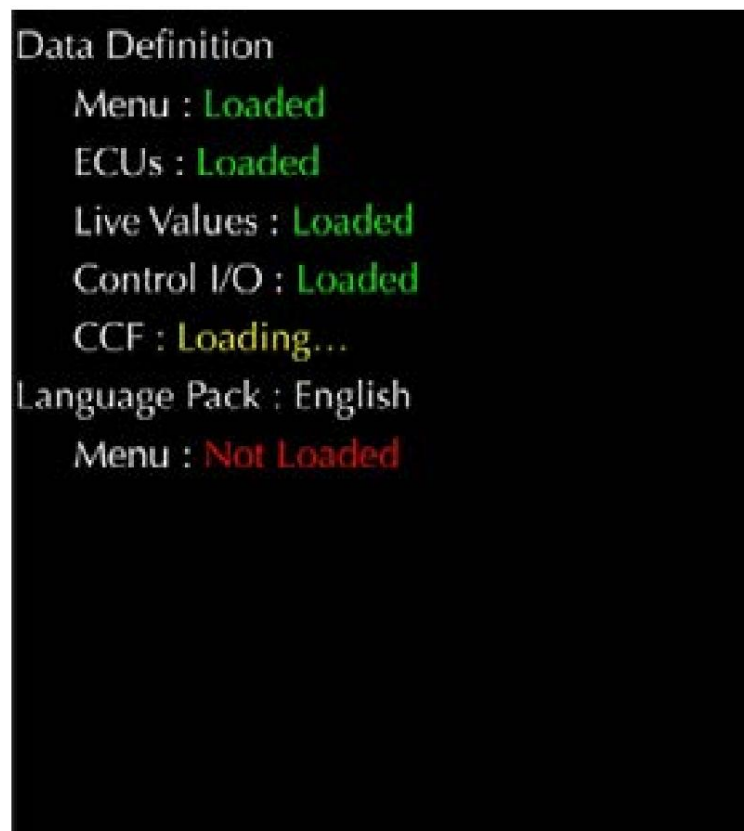 Data Definition
Menu : Loaded
ECUs : Loaded
Live Values : Loaded
Control I/O : Loaded
CCF : Loading...
Language Pack : English
Menu : Not Loaded